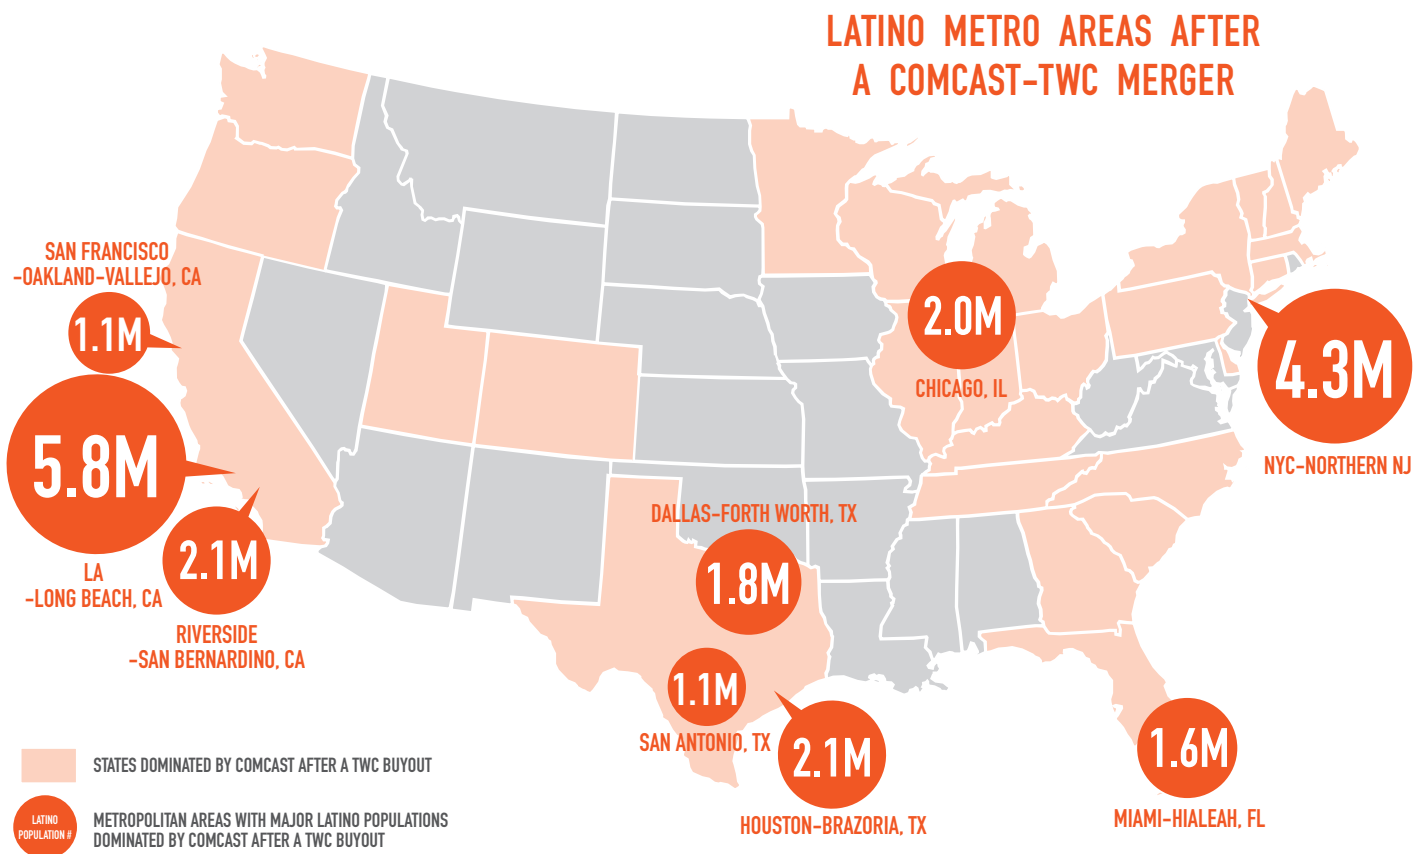 LATINO METRO AREAS AFTER
A COMCAST-TWC MERGER
SAN FRANCISCO
-OAKLAND-VALLEJO, CA
1.1M
5.8M
LA
-LONG BEACH, CA
2.1M
RIVERSIDE
-SAN BERNARDINO, CA
2.0M
CHICAGO, IL
4.3M
NYC-NORTHERN NJ
DALLAS-FORTH WORTH, TX
1.8M
1.1M
SAN ANTONIO, TX
2.1M
HOUSTON-BRAZORIA, TX
1.6M
MIAMI-HIALEAH, FL
STATES DOMINATED BY COMCAST AFTER A TWC BUYOUT
LATINO
POPULATION #
METROPOLITAN AREAS WITH MAJOR LATINO POPULATIONS
DOMINATED BY COMCAST AFTER A TWC BUYOUT